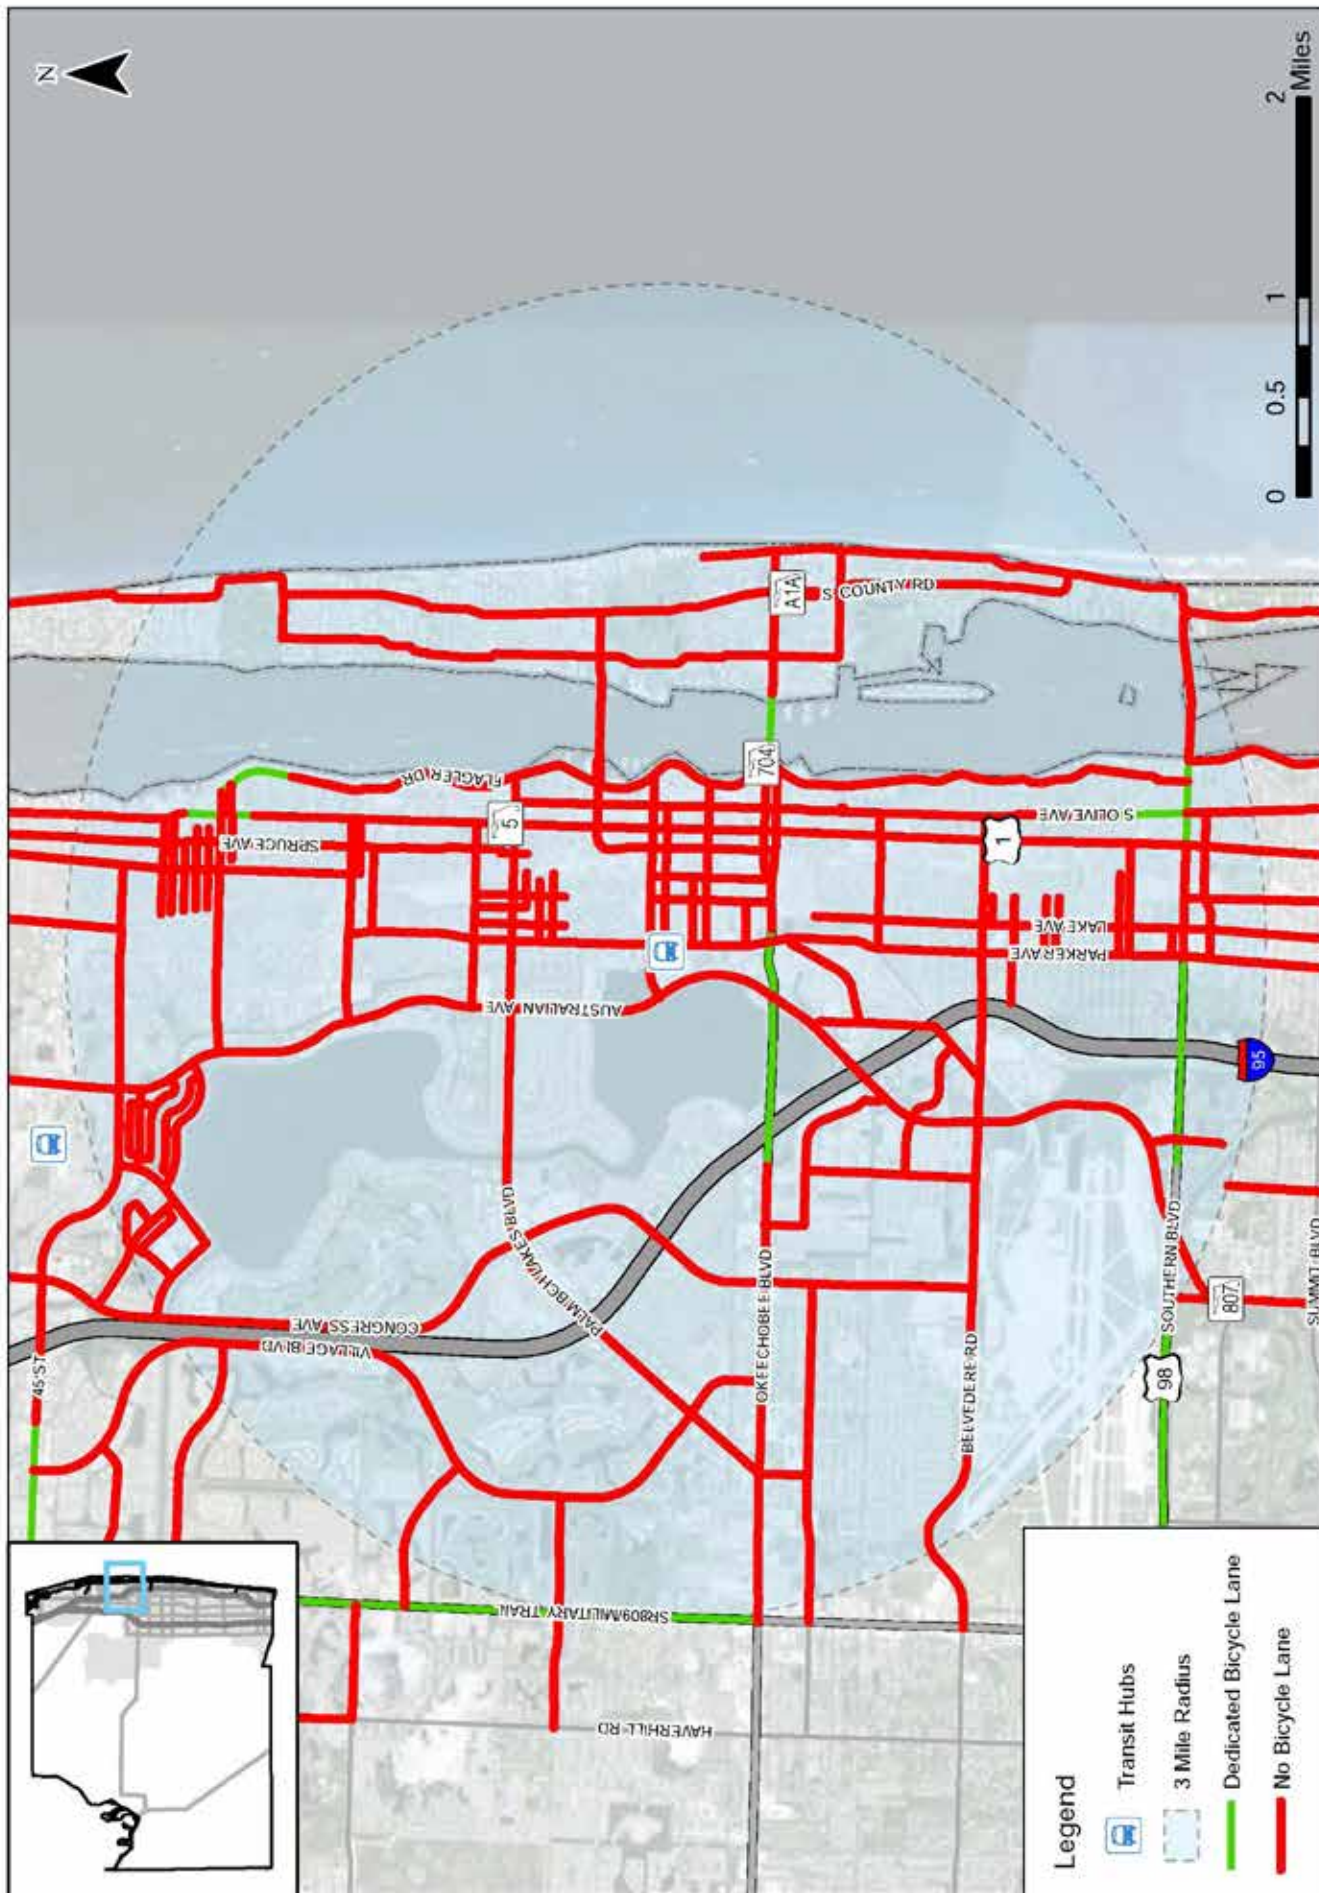 N
45 ST
VILLAGE BLVD
CONGRESS AVE
SPRUCE AVE
FLAGLER DR
5
AUSTRALIAN AVE
PALM BCH LAKES BLVD
SR809/MILITARY TRAIL
HAVERHILL RD
OKEECHOBEE BLVD
704
A1A
S COUNTY RD
BELVEDERE RD
1
S OLIVE AVE
LAKE AVE
PARKER AVE
SOUTHERN BLVD
98
95
807
SUMMIT BLVD
0 0.5 1 2
Miles
Legend
Transit Hubs
3 Mile Radius
Dedicated Bicycle Lane
No Bicycle Lane